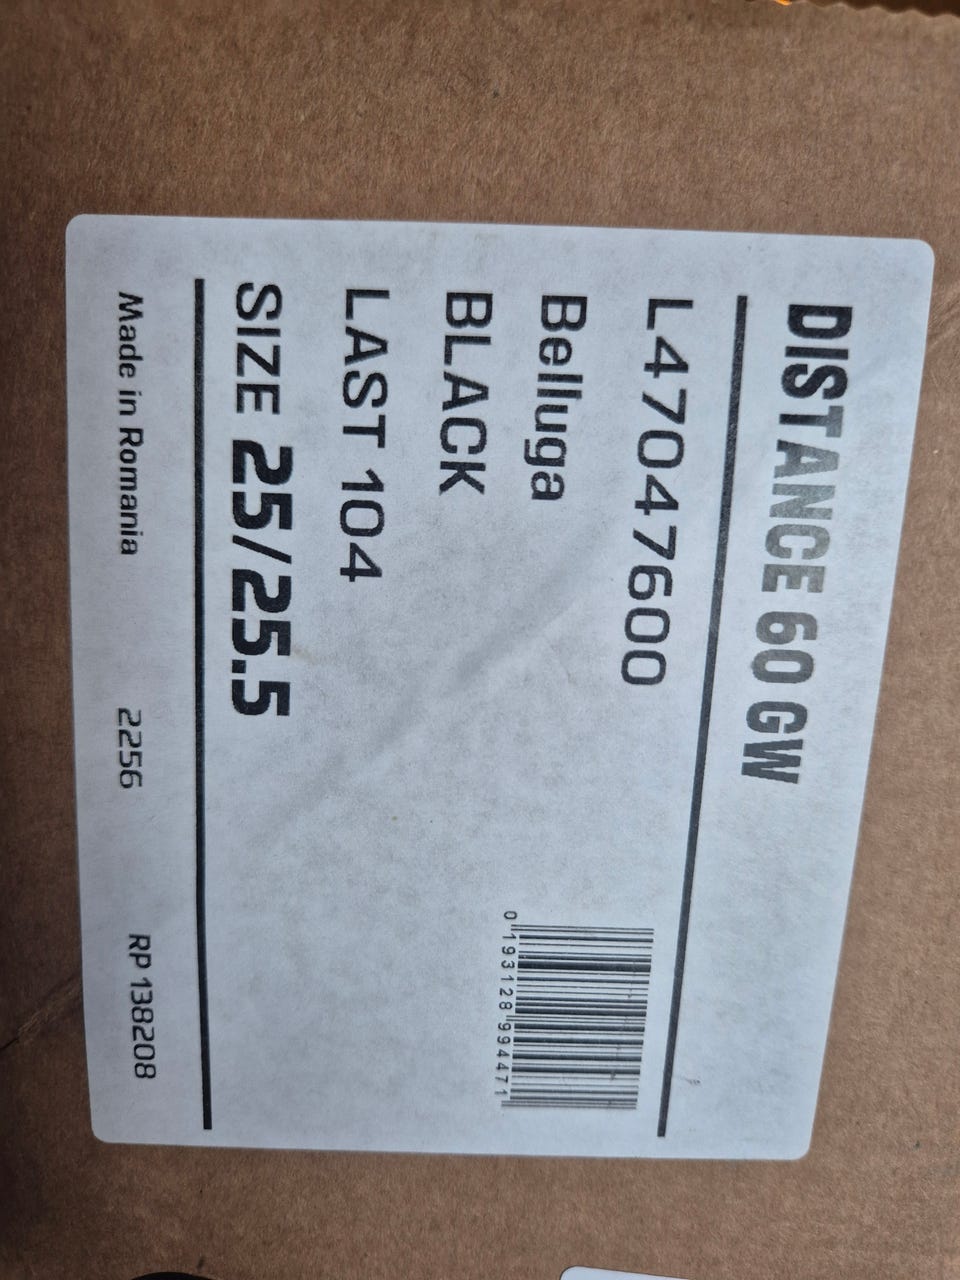 DISTANCE 60 GW
L47047600
Belluga
BLACK
LAST 104
SIZE 25/25.5
0 193128 994471
Made in Romania 2256 RP 138208